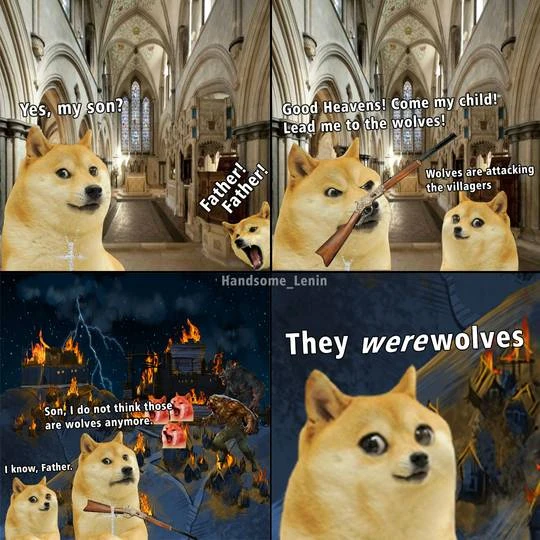 Yes, my son?
Father!
Father!
Good Heavens! Come my child!
Lead me to the wolves!
Wolves are attacking
the villagers
Handsome_Lenin
Son, I do not think those
are wolves anymore.
I know, Father.
They werewolves